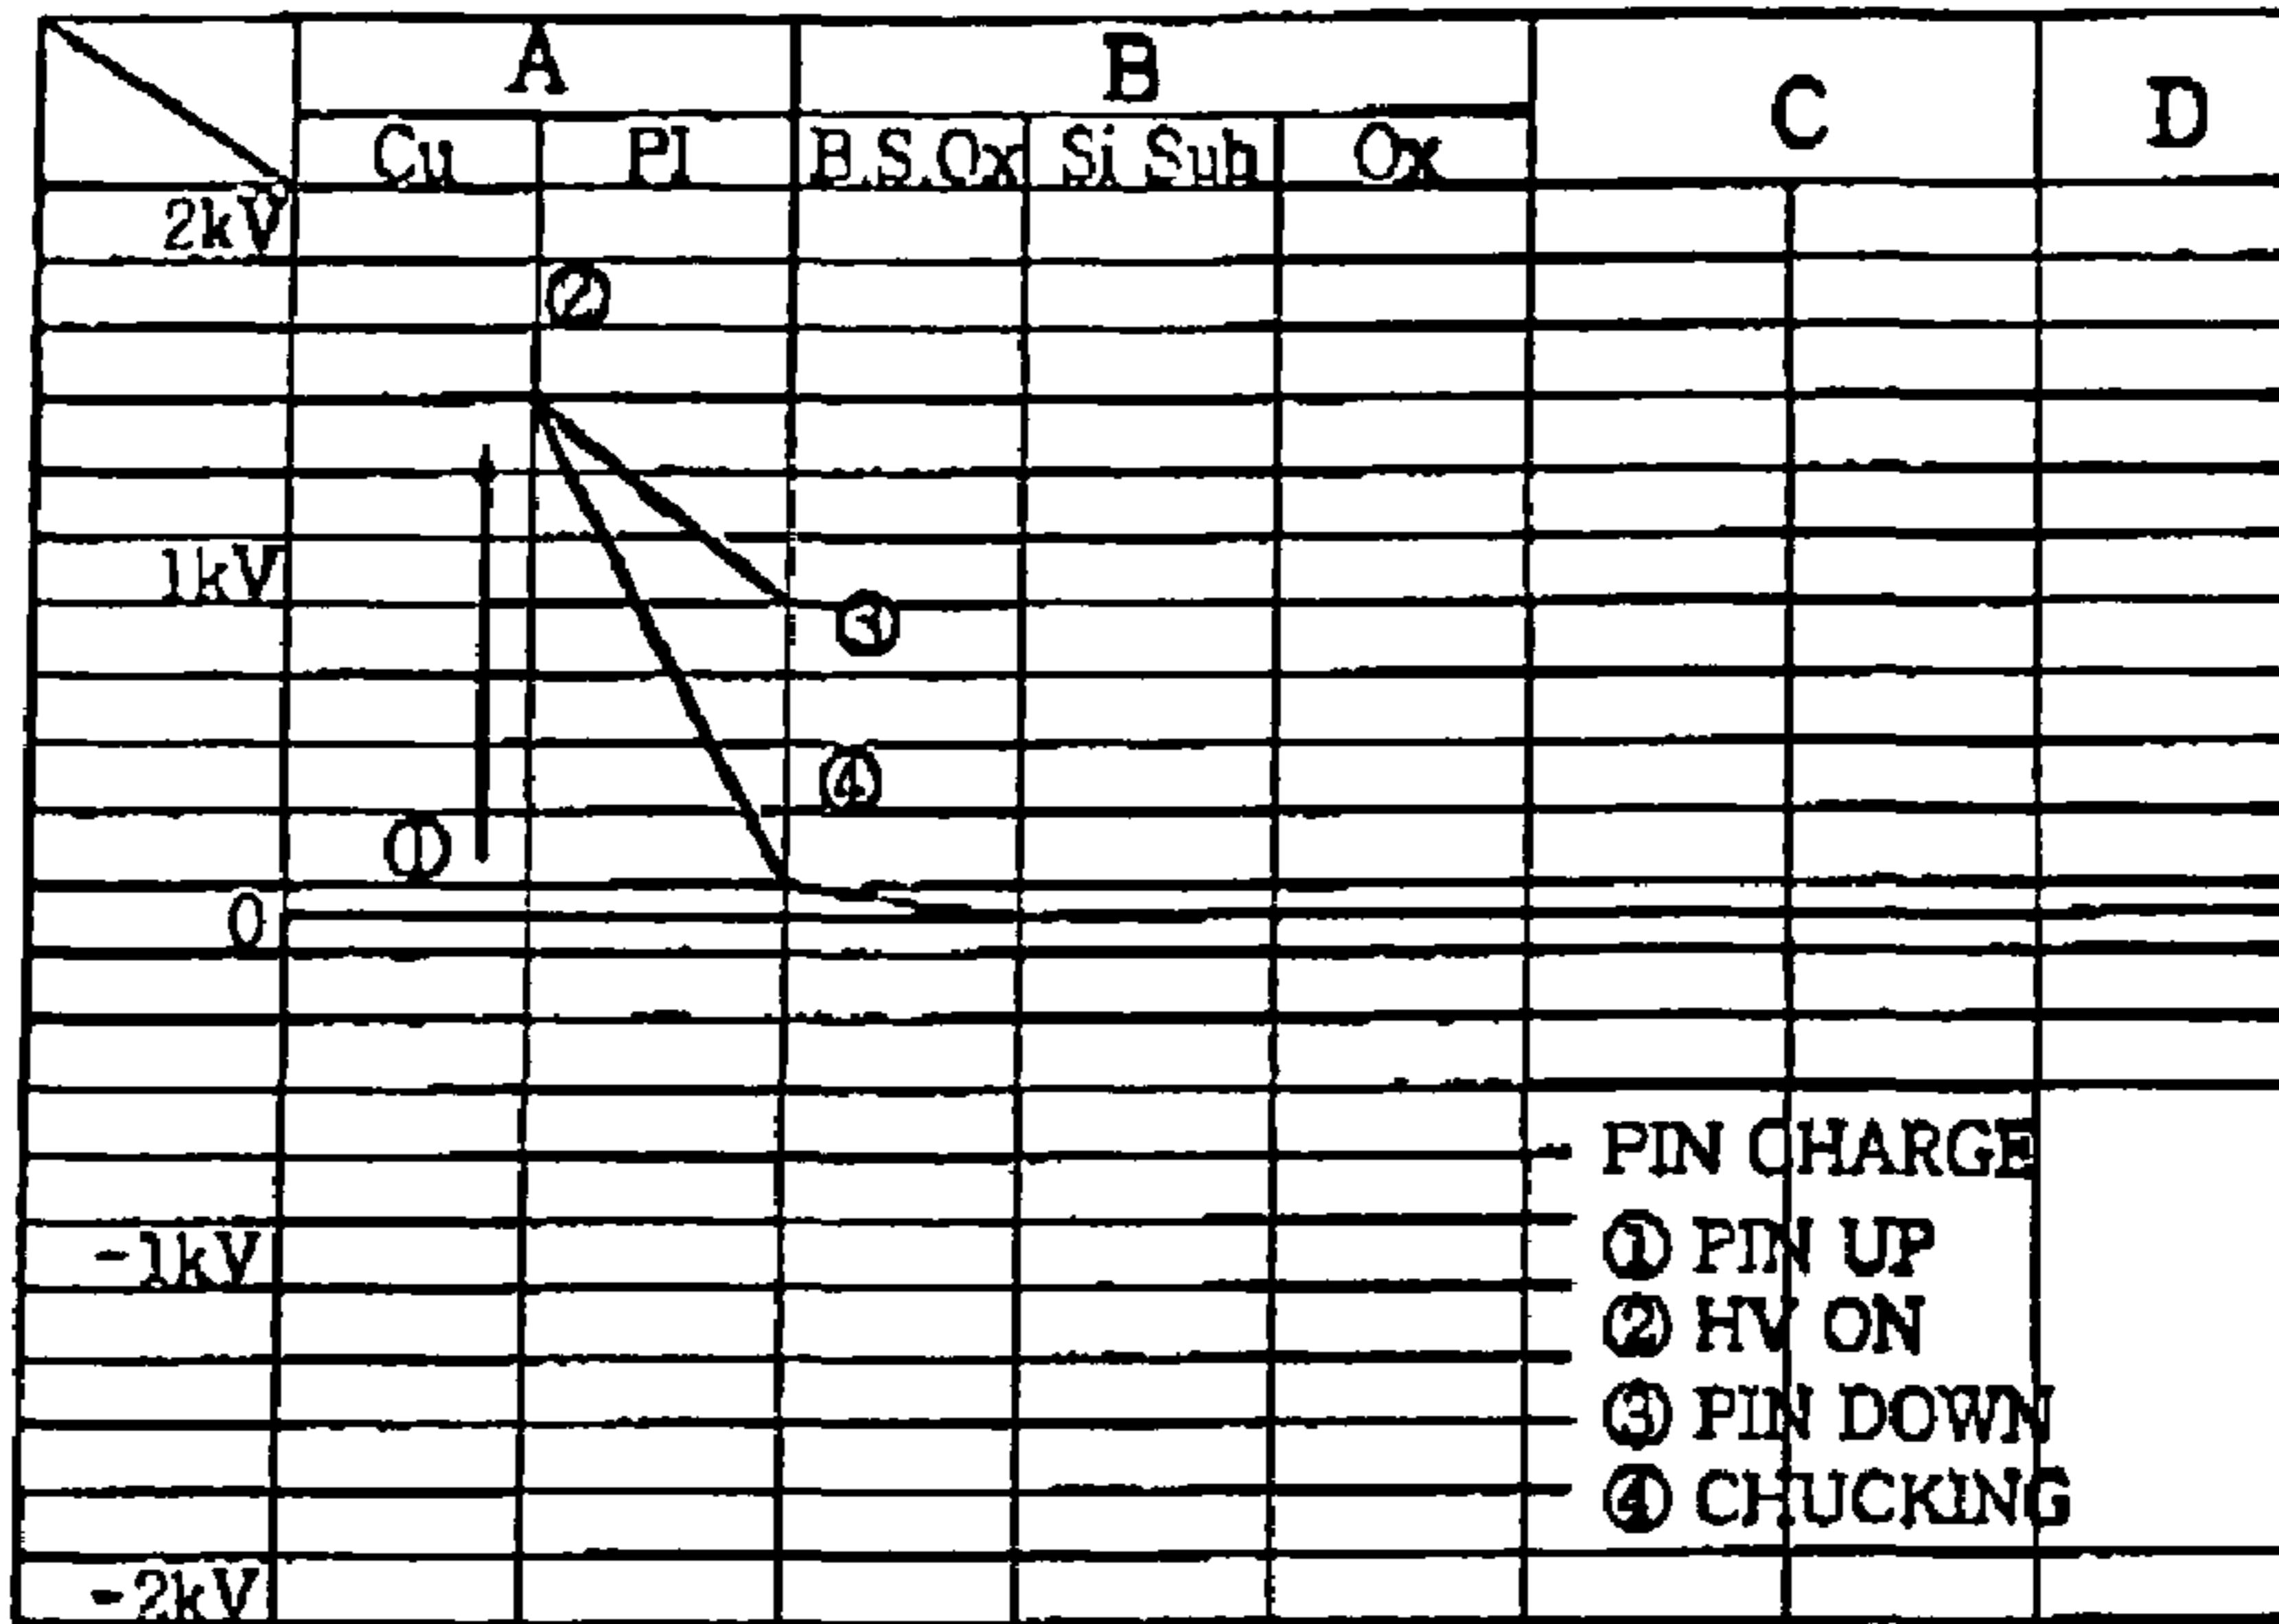 A B C D
Cu PI B.S.Ox Si Sub Ox
2kV
②
1kV
③
④
①
0
PIN CHARGE
① PIN UP
-1kV
② HV ON
③ PIN DOWN
④ CHUCKING
-2kV